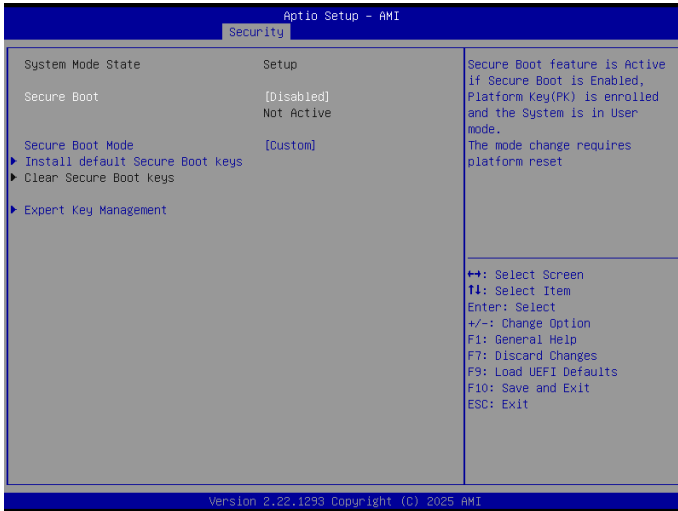 Aptio Setup – AMI
Security
System Mode State Setup
Secure Boot [Disabled]
Not Active
Secure Boot Mode [Custom]
Install default Secure Boot keys
Clear Secure Boot keys
Expert Key Management
Secure Boot feature is Active
if Secure Boot is Enabled,
Platform Key(PK) is enrolled
and the System is in User
mode.
The mode change requires
platform reset
↔: Select Screen
↑↓: Select Item
Enter: Select
+/-: Change Option
F1: General Help
F7: Discard Changes
F9: Load UEFI Defaults
F10: Save and Exit
ESC: Exit
Version 2.22.1293 Copyright (C) 2025 AMI